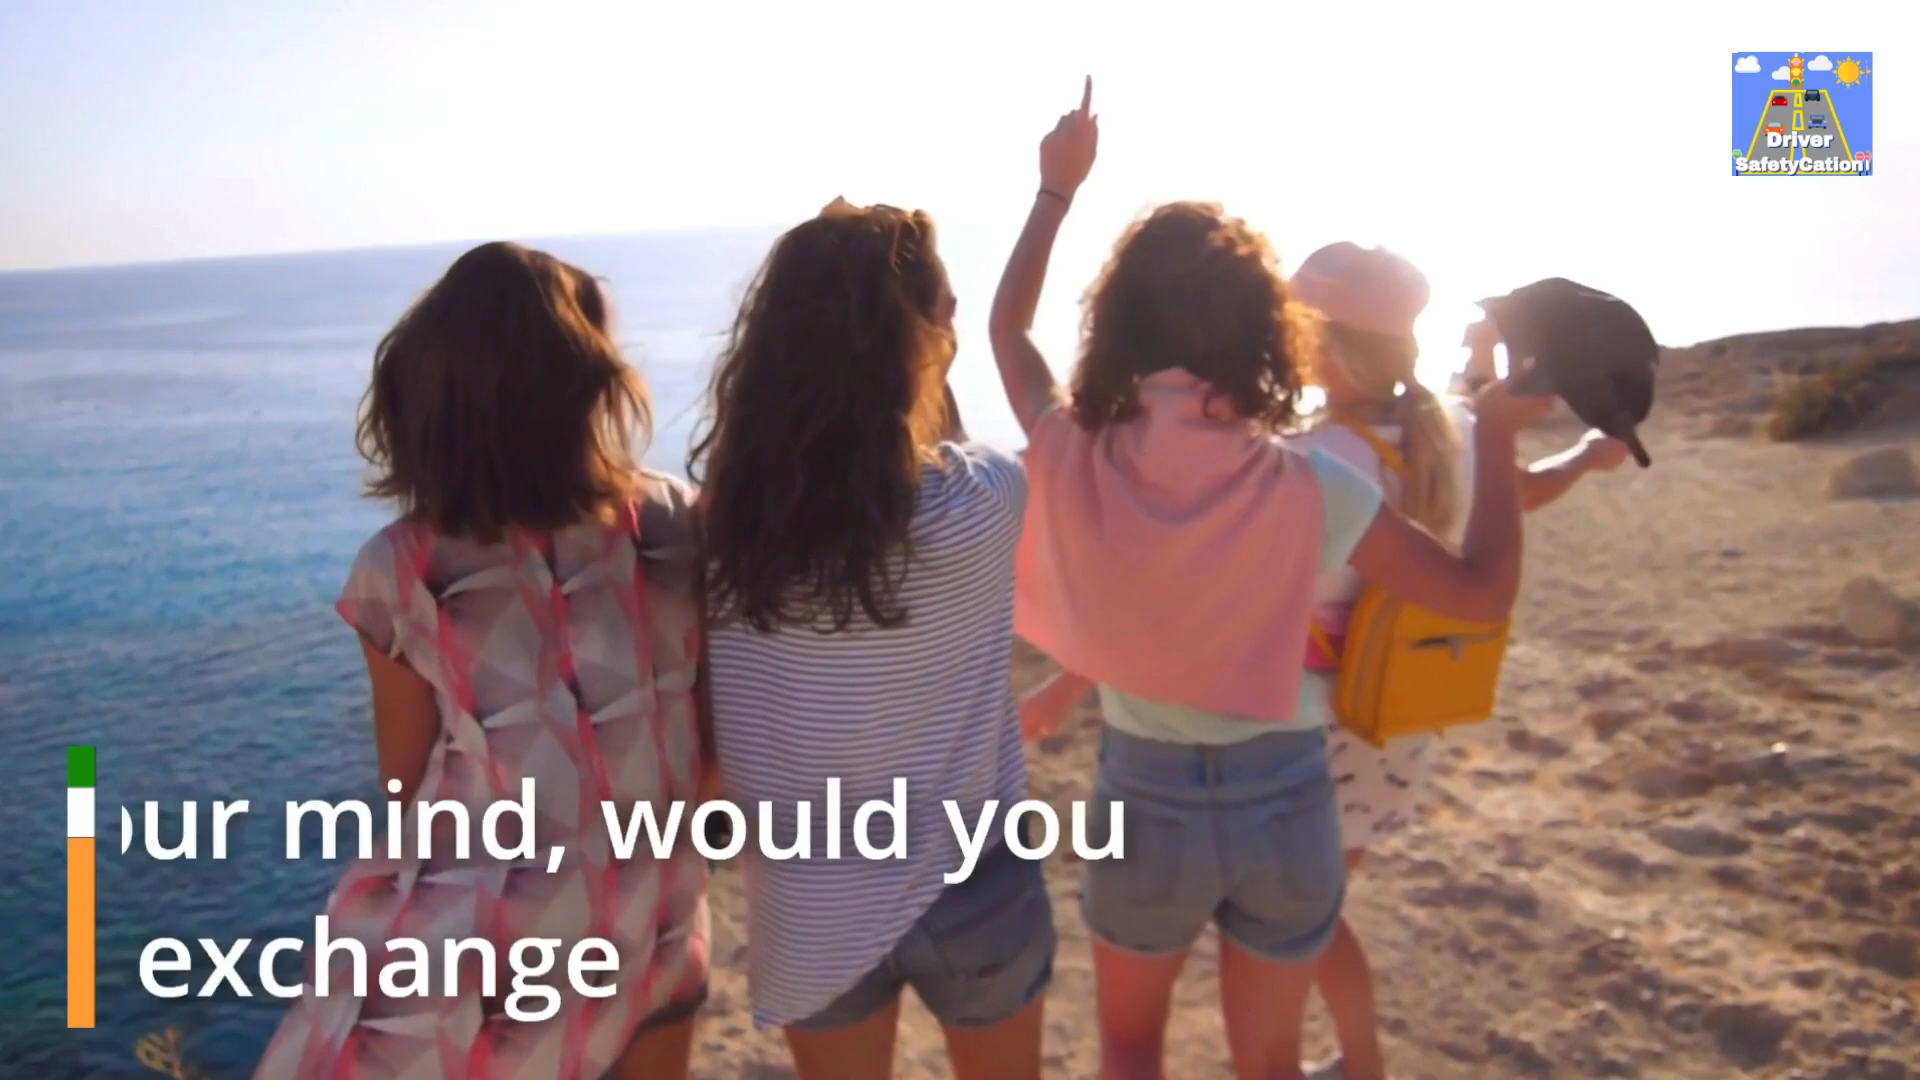 Driver
SafetyCation
ur mind, would you
exchange